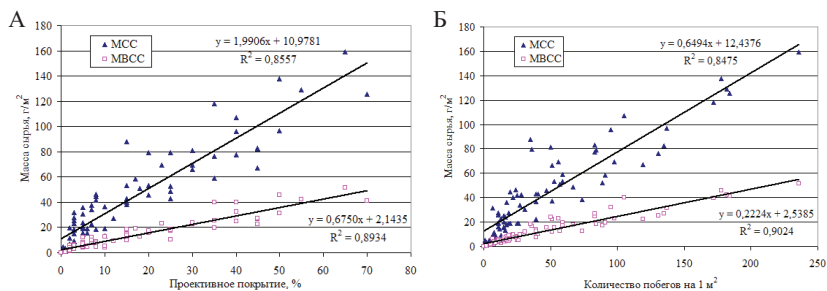 А
Масса сырья, г/м²
180
160
140
120
100
80
60
40
20
0
МСС
МВСС
y = 1,9906x + 10,9781
R² = 0,8557
0,6750x + 2,1435
R² = 0,8934
0 10 20 30 40 50 60 70 80
Проективное покрытие, %
Б
Масса сырья, г/м²
180
160
140
120
100
80
60
40
20
0
МСС
МВСС
y = 0,6494x + 12,4376
R² = 0,8475
0,2224x + 2,5385
R² = 0,9024
0 50 100 150 200 250
Количество побегов на 1 м²